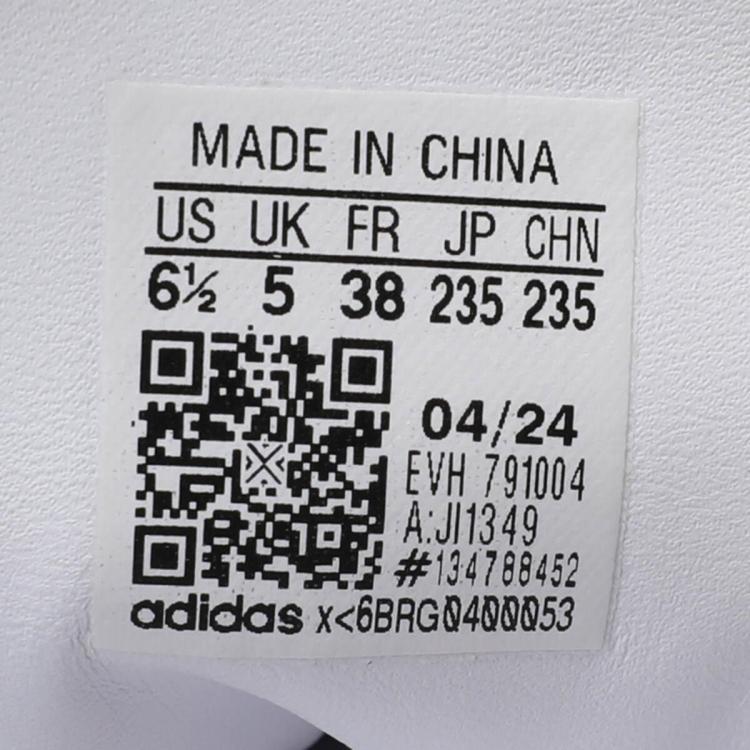 MADE IN CHINA
US UK FR JP CHN
6½ 5 38 235 235
04/24
EVH 791004
A:JI1349
#134788452
adidas x<6BRG0400053